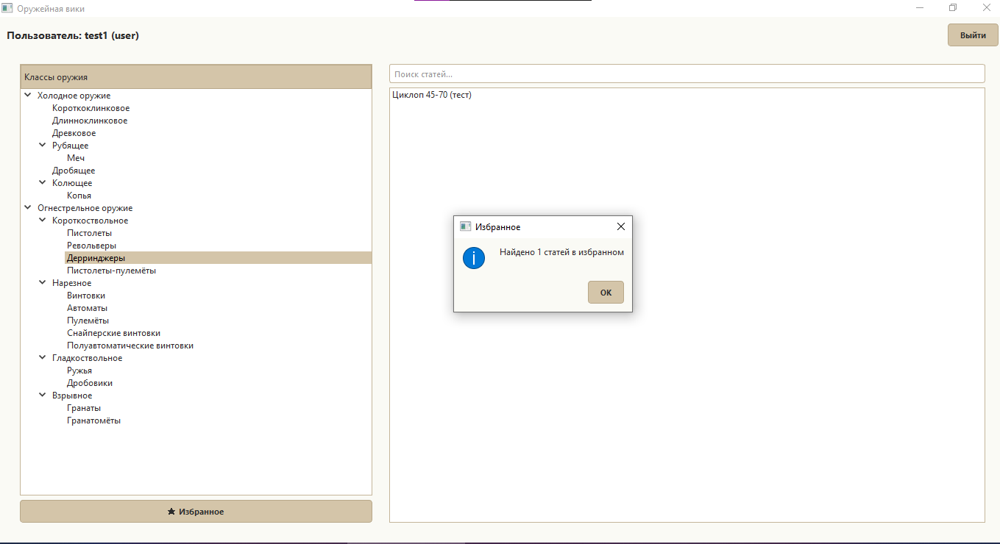 Оружейная вики
Пользователь: test1 (user)
Выйти
Классы оружия
Холодное оружие
Короткоклинковое
Длинноклинковое
Древковое
Рубящее
Меч
Дробящее
Колющее
Копья
Огнестрельное оружие
Короткоствольное
Пистолеты
Револьверы
Дерринджеры
Пистолеты-пулемёты
Нарезное
Винтовки
Автоматы
Пулемёты
Снайперские винтовки
Полуавтоматические винтовки
Гладкоствольное
Ружья
Дробовики
Взрывное
Гранаты
Гранатомёты
★ Избранное
Поиск статей...
Циклоп 45-70 (тест)
Избранное
Найдено 1 статей в избранном
ОК